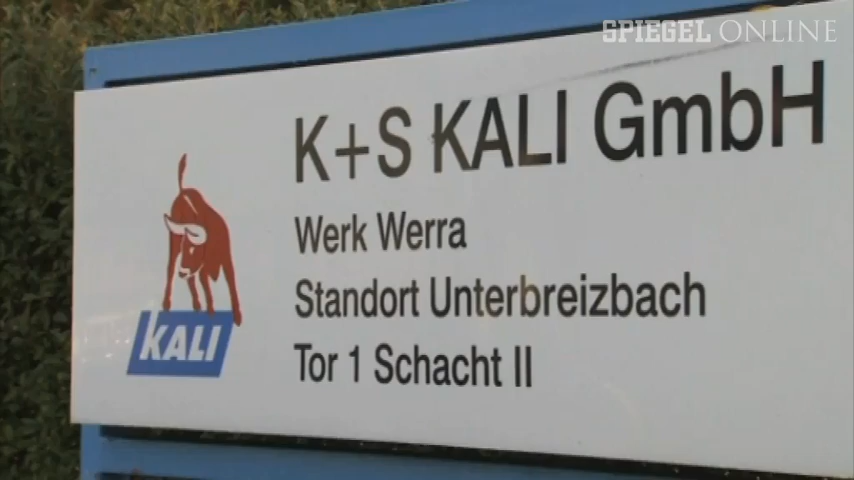 SPIEGEL ONLINE
K+S KALI GmbH
Werk Werra
Standort Unterbreizbach
Tor 1 Schacht II
KALI